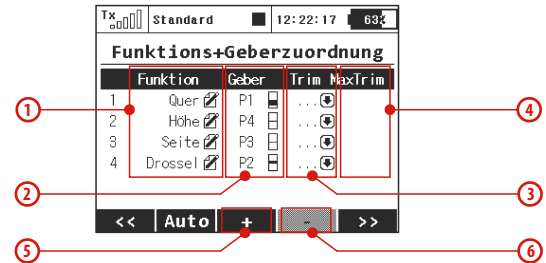 Tx Standard 12:22:17 63%
Funktions+Geberzuordnung
Funktion Geber Trim MaxTrim
1 Quer P1 ...
2 Höhe P4 ...
3 Seite P3 ...
4 Drossel P2 ...
<< Auto + ~ >>
1
2
3
4
5
6